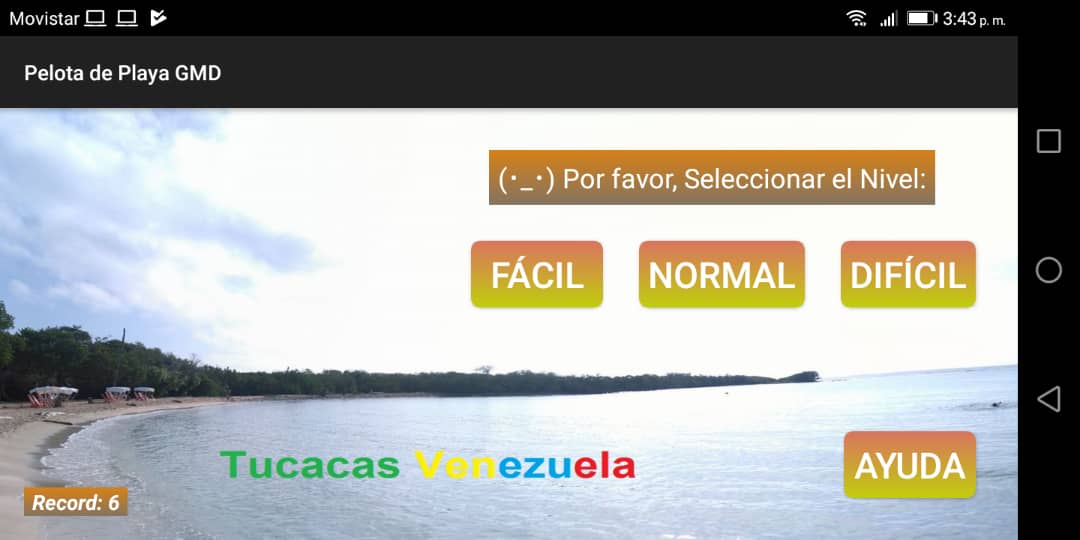 Movistar 3:43 p. m.
Pelota de Playa GMD
(·_·) Por favor, Seleccionar el Nivel:
FÁCIL NORMAL DIFÍCIL
Tucacas Venezuela
AYUDA
Record: 6